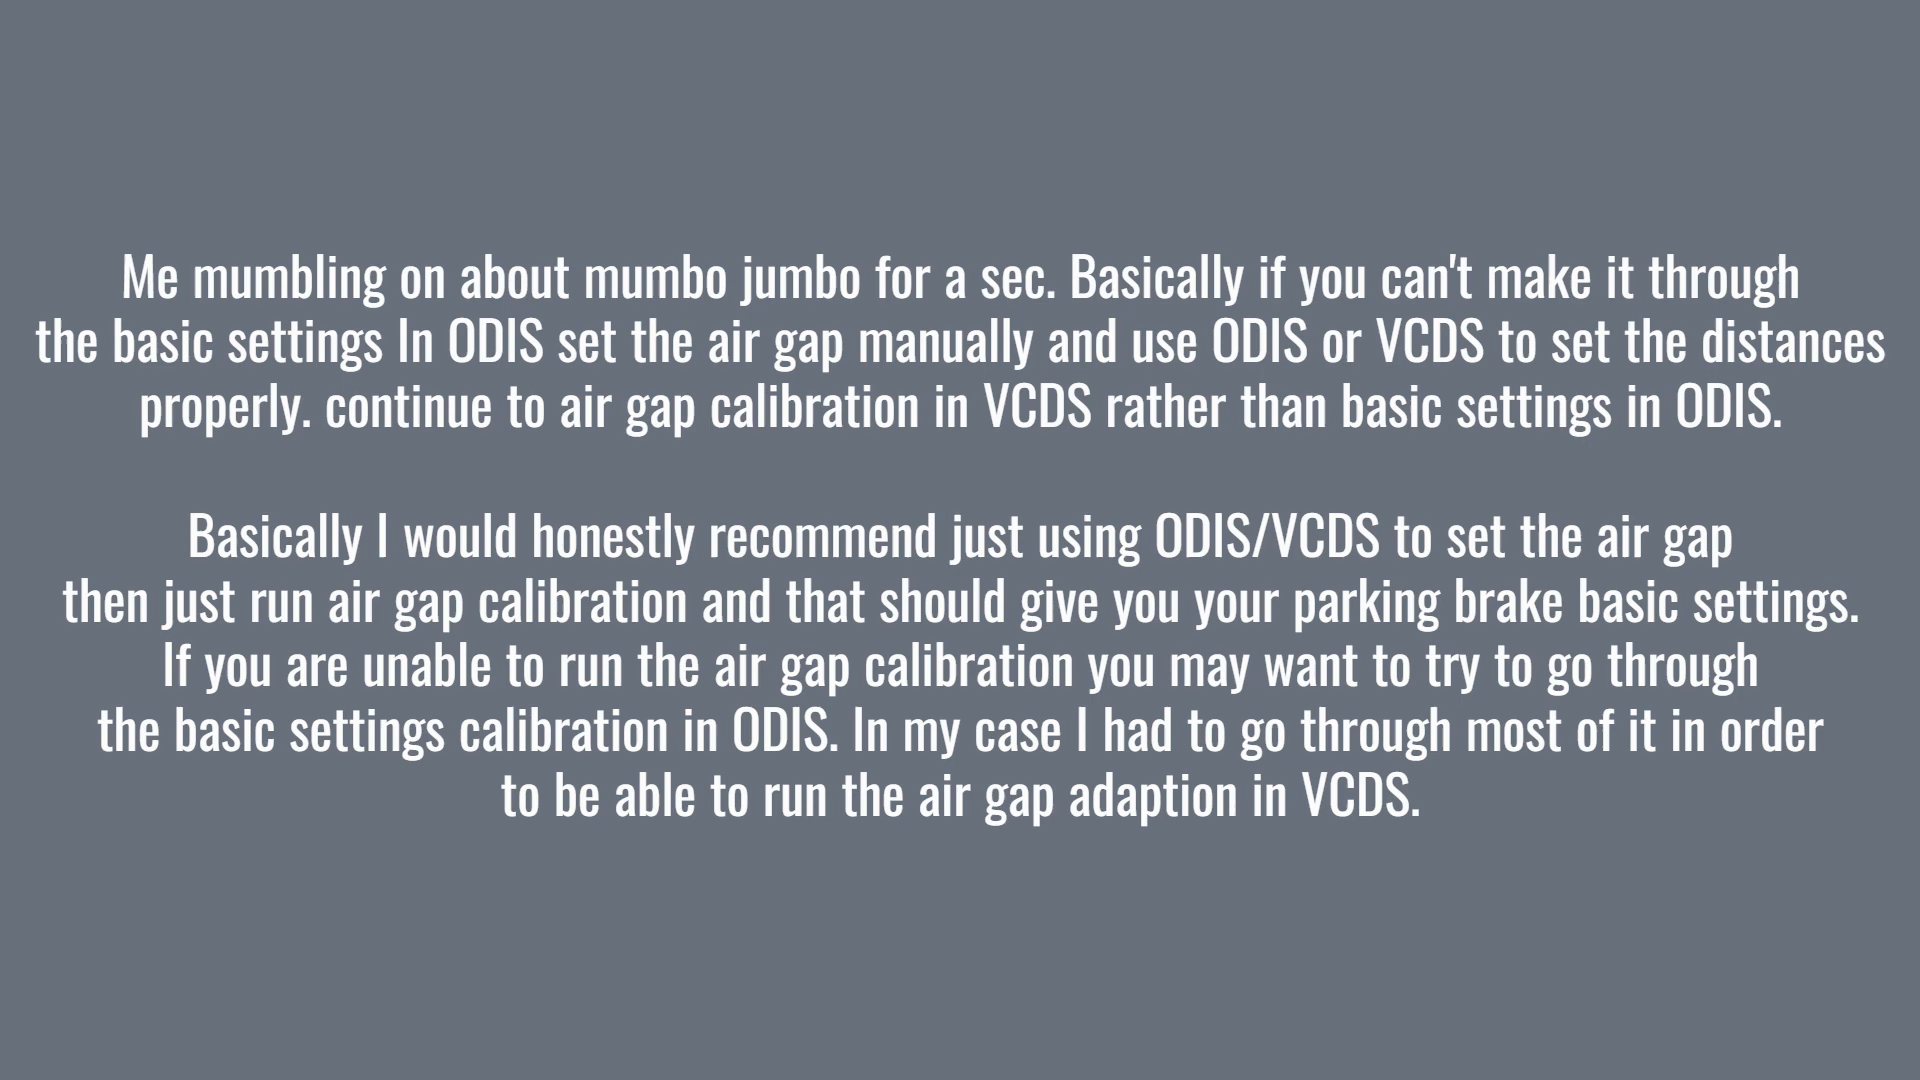 Me mumbling on about mumbo jumbo for a sec. Basically if you can't make it through
the basic settings In ODIS set the air gap manually and use ODIS or VCDS to set the distances
properly. continue to air gap calibration in VCDS rather than basic settings in ODIS.
Basically I would honestly recommend just using ODIS/VCDS to set the air gap
then just run air gap calibration and that should give you your parking brake basic settings.
If you are unable to run the air gap calibration you may want to try to go through
the basic settings calibration in ODIS. In my case I had to go through most of it in order
to be able to run the air gap adaption in VCDS.